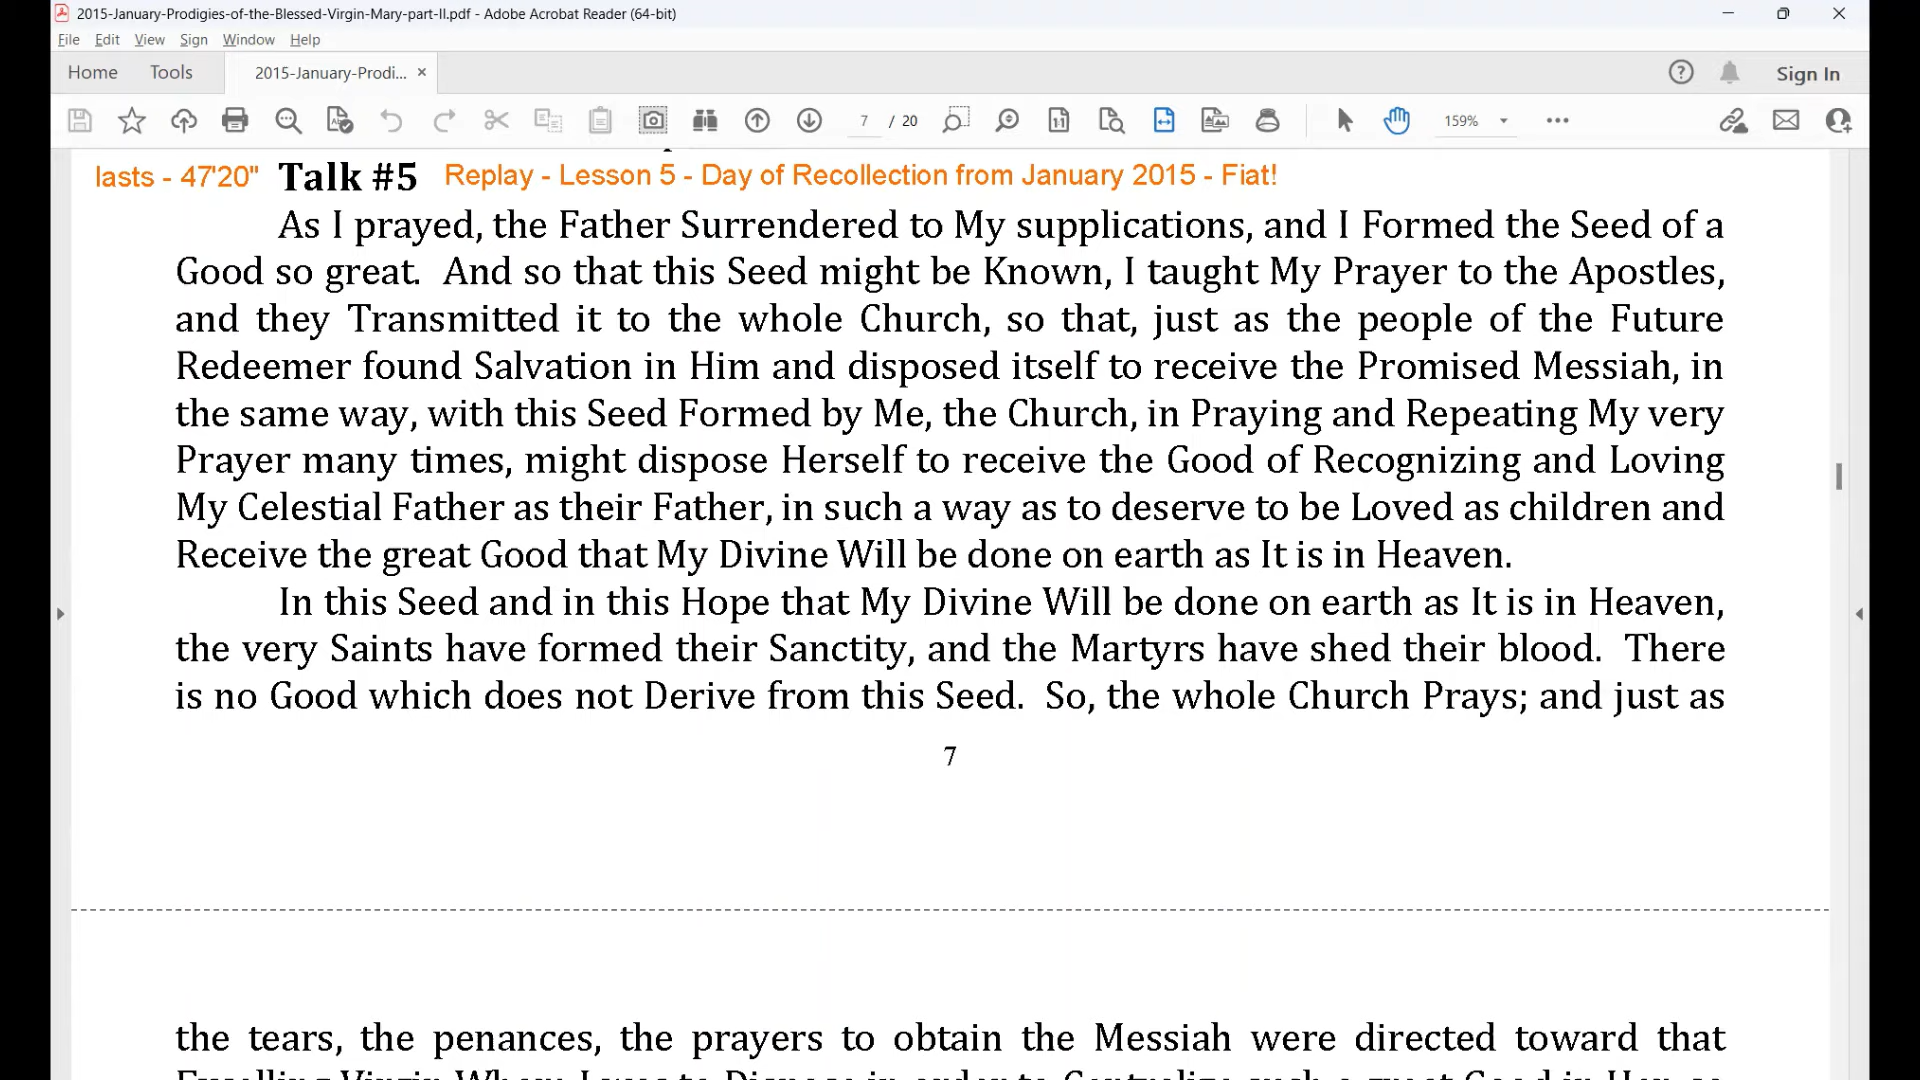 2015-January-Prodigies-of-the-Blessed-Virgin-Mary-part-II.pdf - Adobe Acrobat Reader (64-bit)
File Edit View Sign Window Help
Home Tools 2015-January-Prodi... × Sign In
7 / 20 159%
lasts - 47'20" Talk #5 Replay - Lesson 5 - Day of Recollection from January 2015 - Fiat!
As I prayed, the Father Surrendered to My supplications, and I Formed the Seed of a
Good so great. And so that this Seed might be Known, I taught My Prayer to the Apostles,
and they Transmitted it to the whole Church, so that, just as the people of the Future
Redeemer found Salvation in Him and disposed itself to receive the Promised Messiah, in
the same way, with this Seed Formed by Me, the Church, in Praying and Repeating My very
Prayer many times, might dispose Herself to receive the Good of Recognizing and Loving
My Celestial Father as their Father, in such a way as to deserve to be Loved as children and
Receive the great Good that My Divine Will be done on earth as It is in Heaven.
In this Seed and in this Hope that My Divine Will be done on earth as It is in Heaven,
the very Saints have formed their Sanctity, and the Martyrs have shed their blood. There
is no Good which does not Derive from this Seed. So, the whole Church Prays; and just as
7
the tears, the penances, the prayers to obtain the Messiah were directed toward that